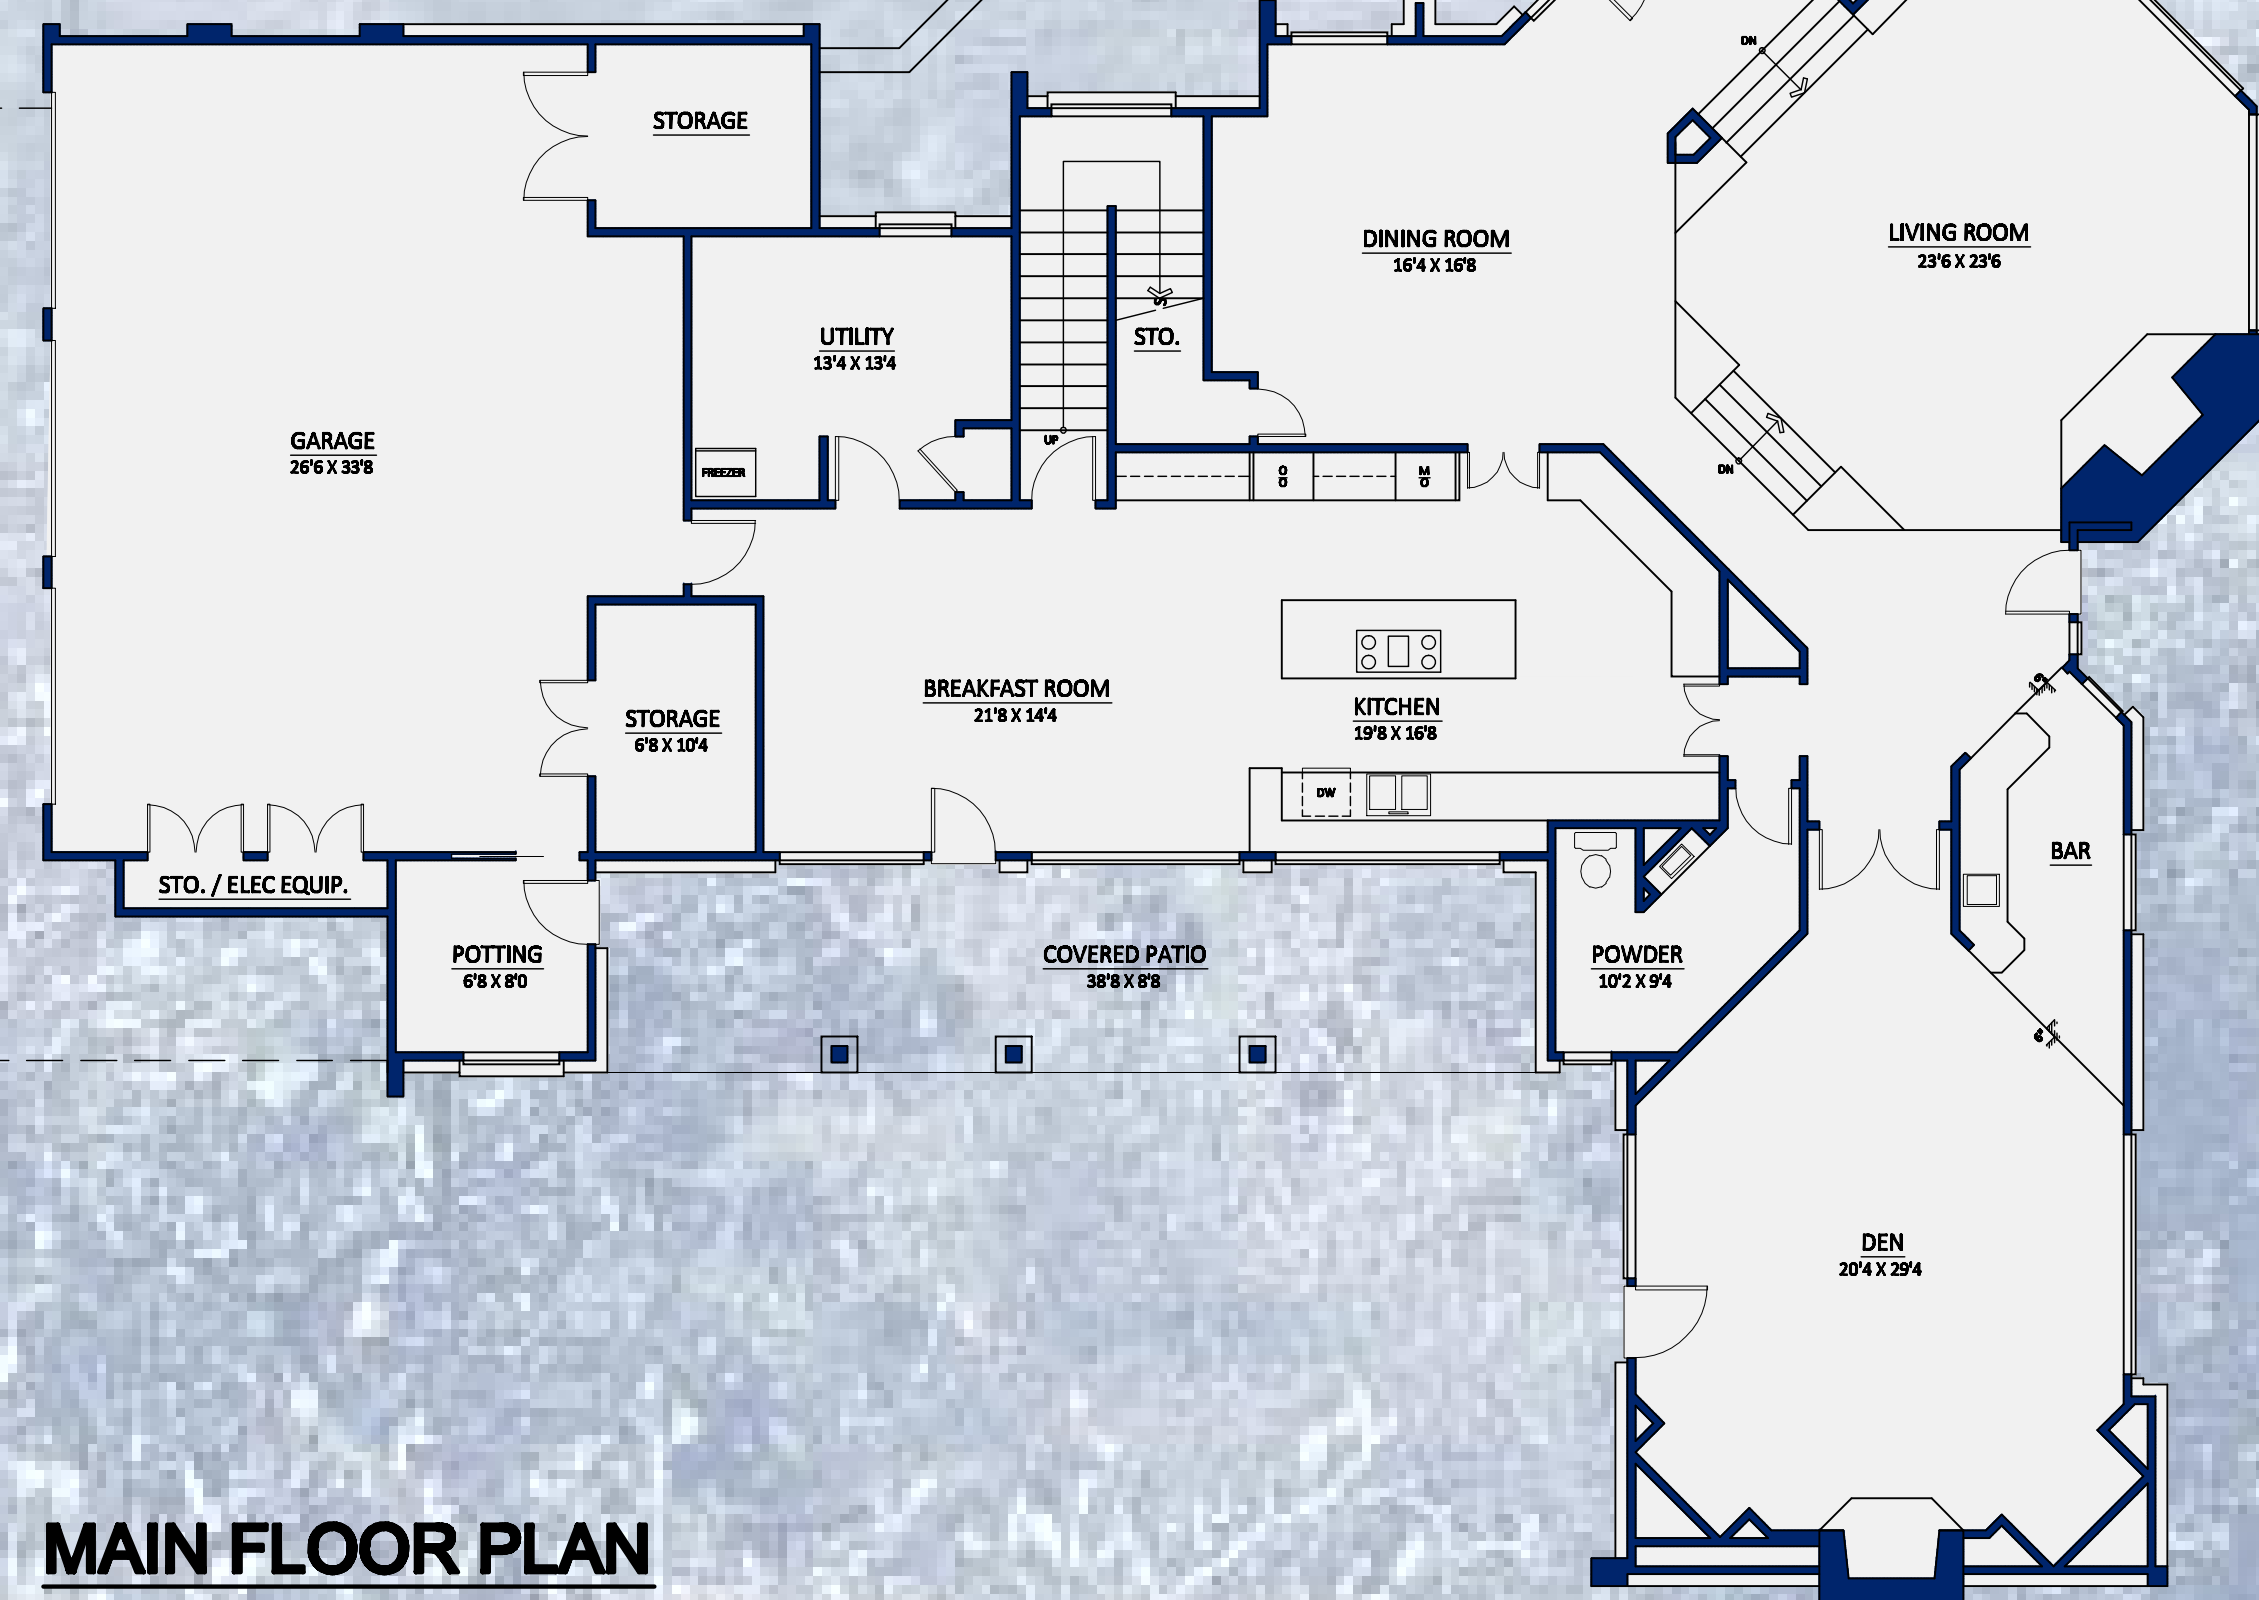 DN
STORAGE
LIVING ROOM
23'6 X 23'6
DINING ROOM
16'4 X 16'8
S
UTILITY
13'4 X 13'4
STO.
GARAGE
26'6 X 33'8
UP
FREEZER
O
O
M
O
DN
BREAKFAST ROOM
21'8 X 14'4
KITCHEN
19'8 X 16'8
STORAGE
6'8 X 10'4
6"
DW
BAR
STO. / ELEC EQUIP.
POTTING
6'8 X 8'0
COVERED PATIO
38'8 X 8'8
POWDER
10'2 X 9'4
6"
DEN
20'4 X 29'4
MAIN FLOOR PLAN